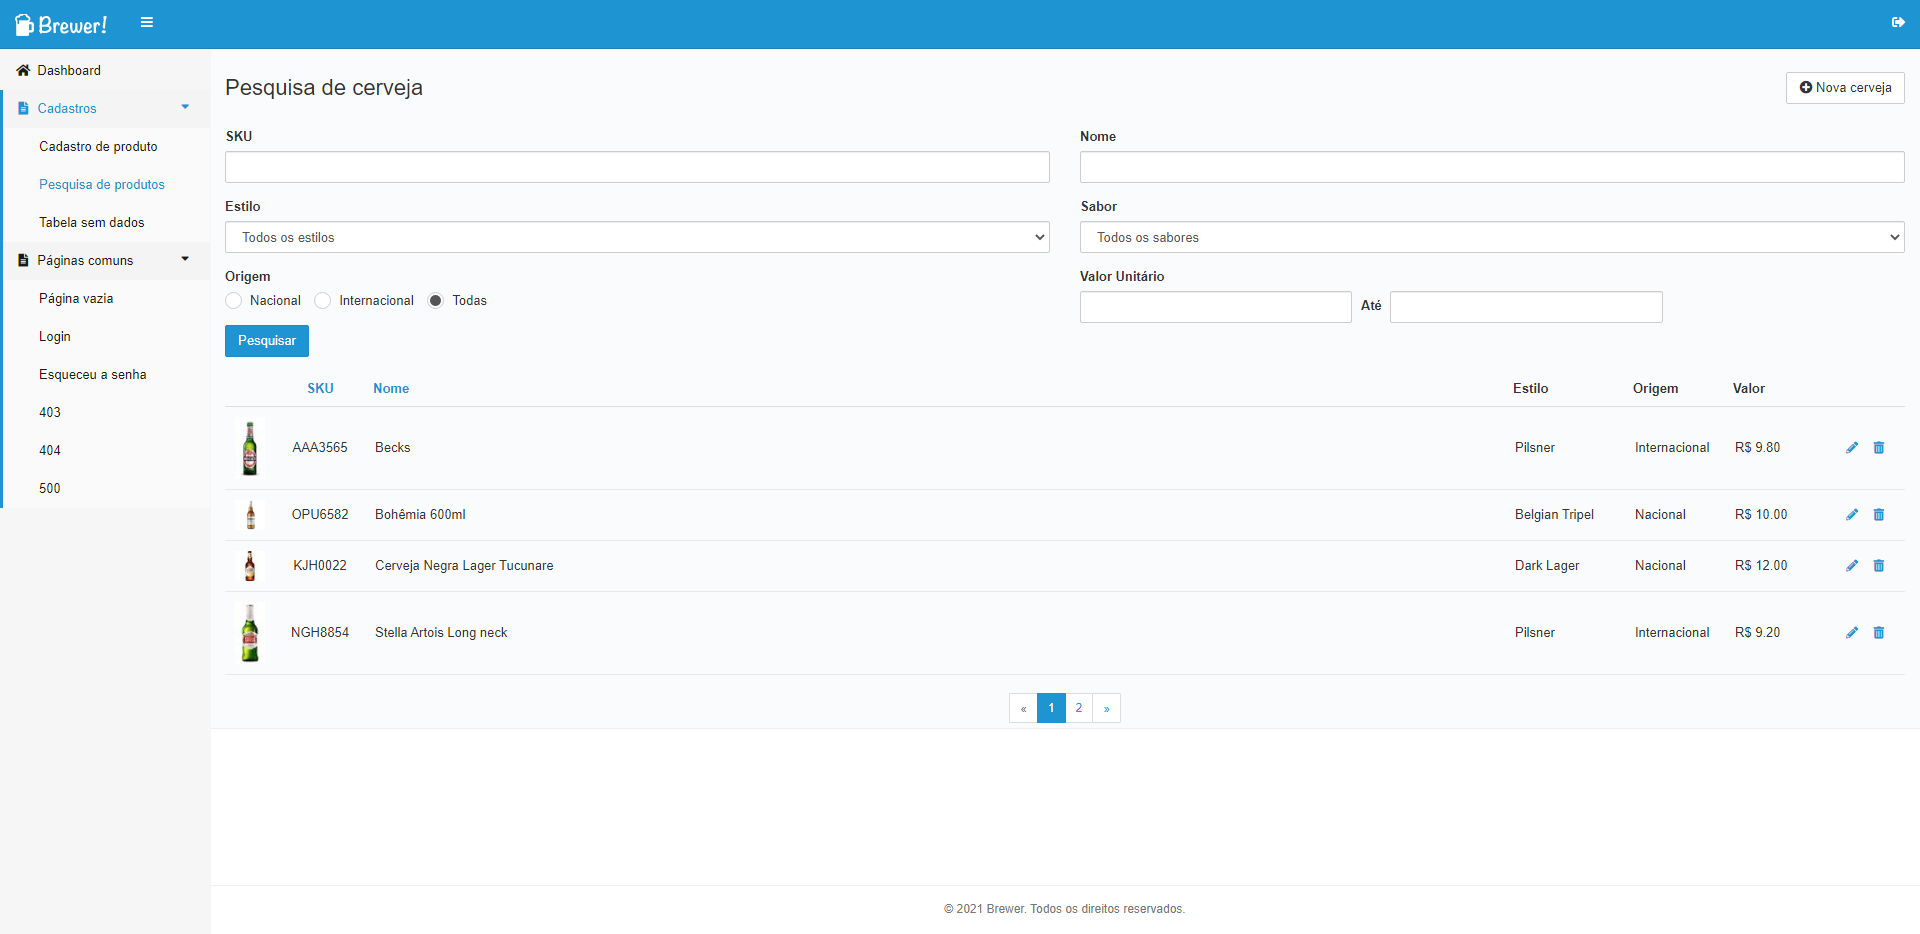 Brewer!
Dashboard
Cadastros
Cadastro de produto
Pesquisa de produtos
Tabela sem dados
Páginas comuns
Página vazia
Login
Esqueceu a senha
403
404
500
Pesquisa de cerveja
Nova cerveja
SKU Nome
Estilo Sabor
Todos os estilos Todos os sabores
Origem Valor Unitário
Nacional Internacional Todas Até
Pesquisar
SKU Nome Estilo Origem Valor
AAA3565 Becks Pilsner Internacional R$ 9.80
OPU6582 Bohêmia 600ml Belgian Tripel Nacional R$ 10.00
KJH0022 Cerveja Negra Lager Tucunare Dark Lager Nacional R$ 12.00
NGH8854 Stella Artois Long neck Pilsner Internacional R$ 9.20
« 1 2 »
© 2021 Brewer. Todos os direitos reservados.